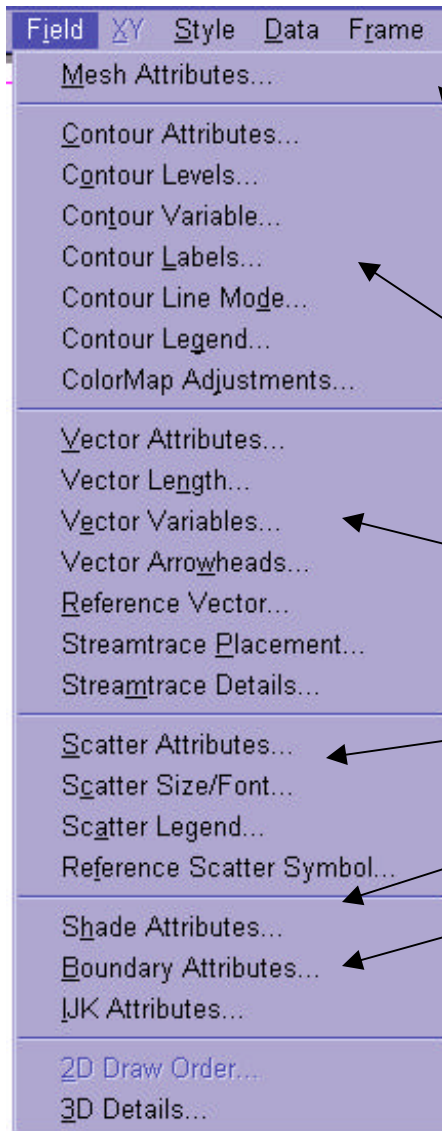 Field XY Style Data Frame
Mesh Attributes...
Contour Attributes...
Contour Levels...
Contour Variable...
Contour Labels...
Contour Line Mode...
Contour Legend...
ColorMap Adjustments...
Vector Attributes...
Vector Length...
Vector Variables...
Vector Arrowheads...
Reference Vector...
Streamtrace Placement...
Streamtrace Details...
Scatter Attributes...
Scatter Size/Font...
Scatter Legend...
Reference Scatter Symbol...
Shade Attributes...
Boundary Attributes...
IJK Attributes...
2D Draw Order...
3D Details...